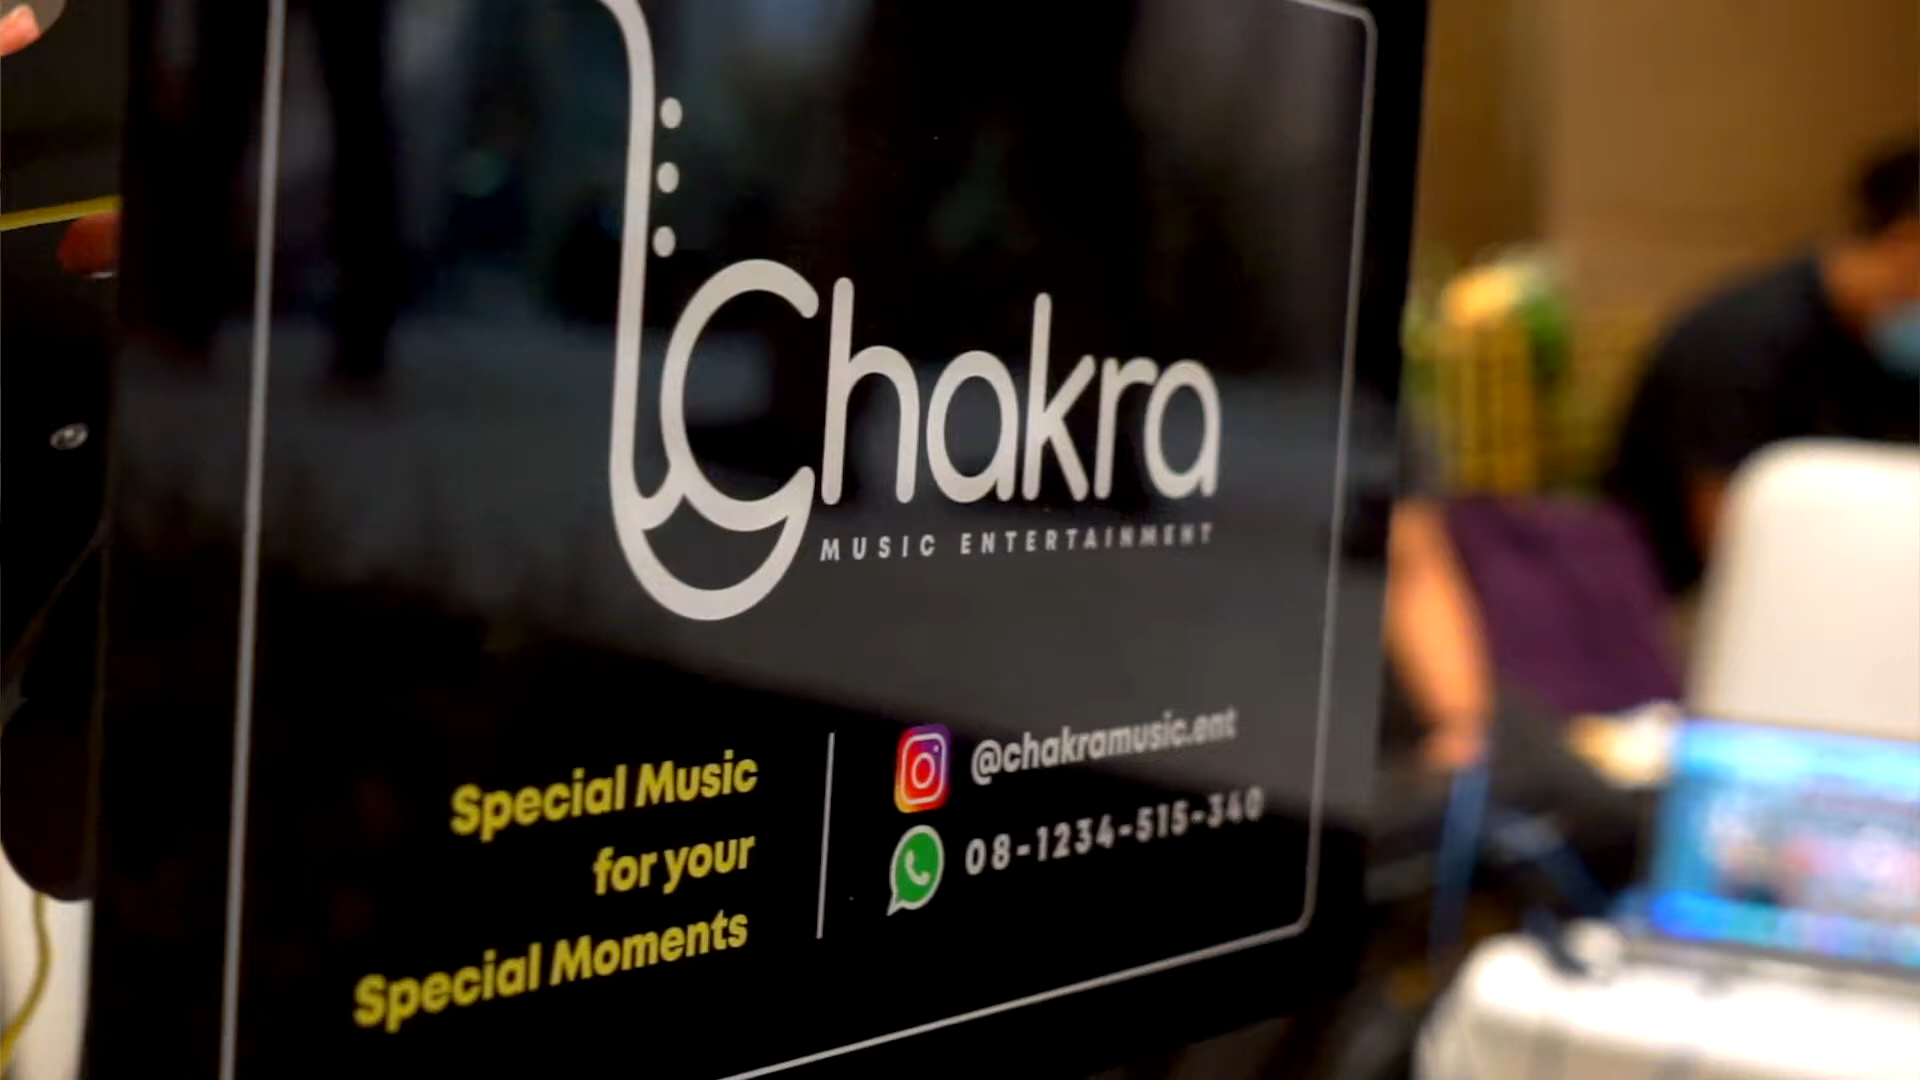 Chakra
MUSIC ENTERTAINMENT
Special Music
for your
Special Moments
@chakramusic.ent
08-1234-515-340